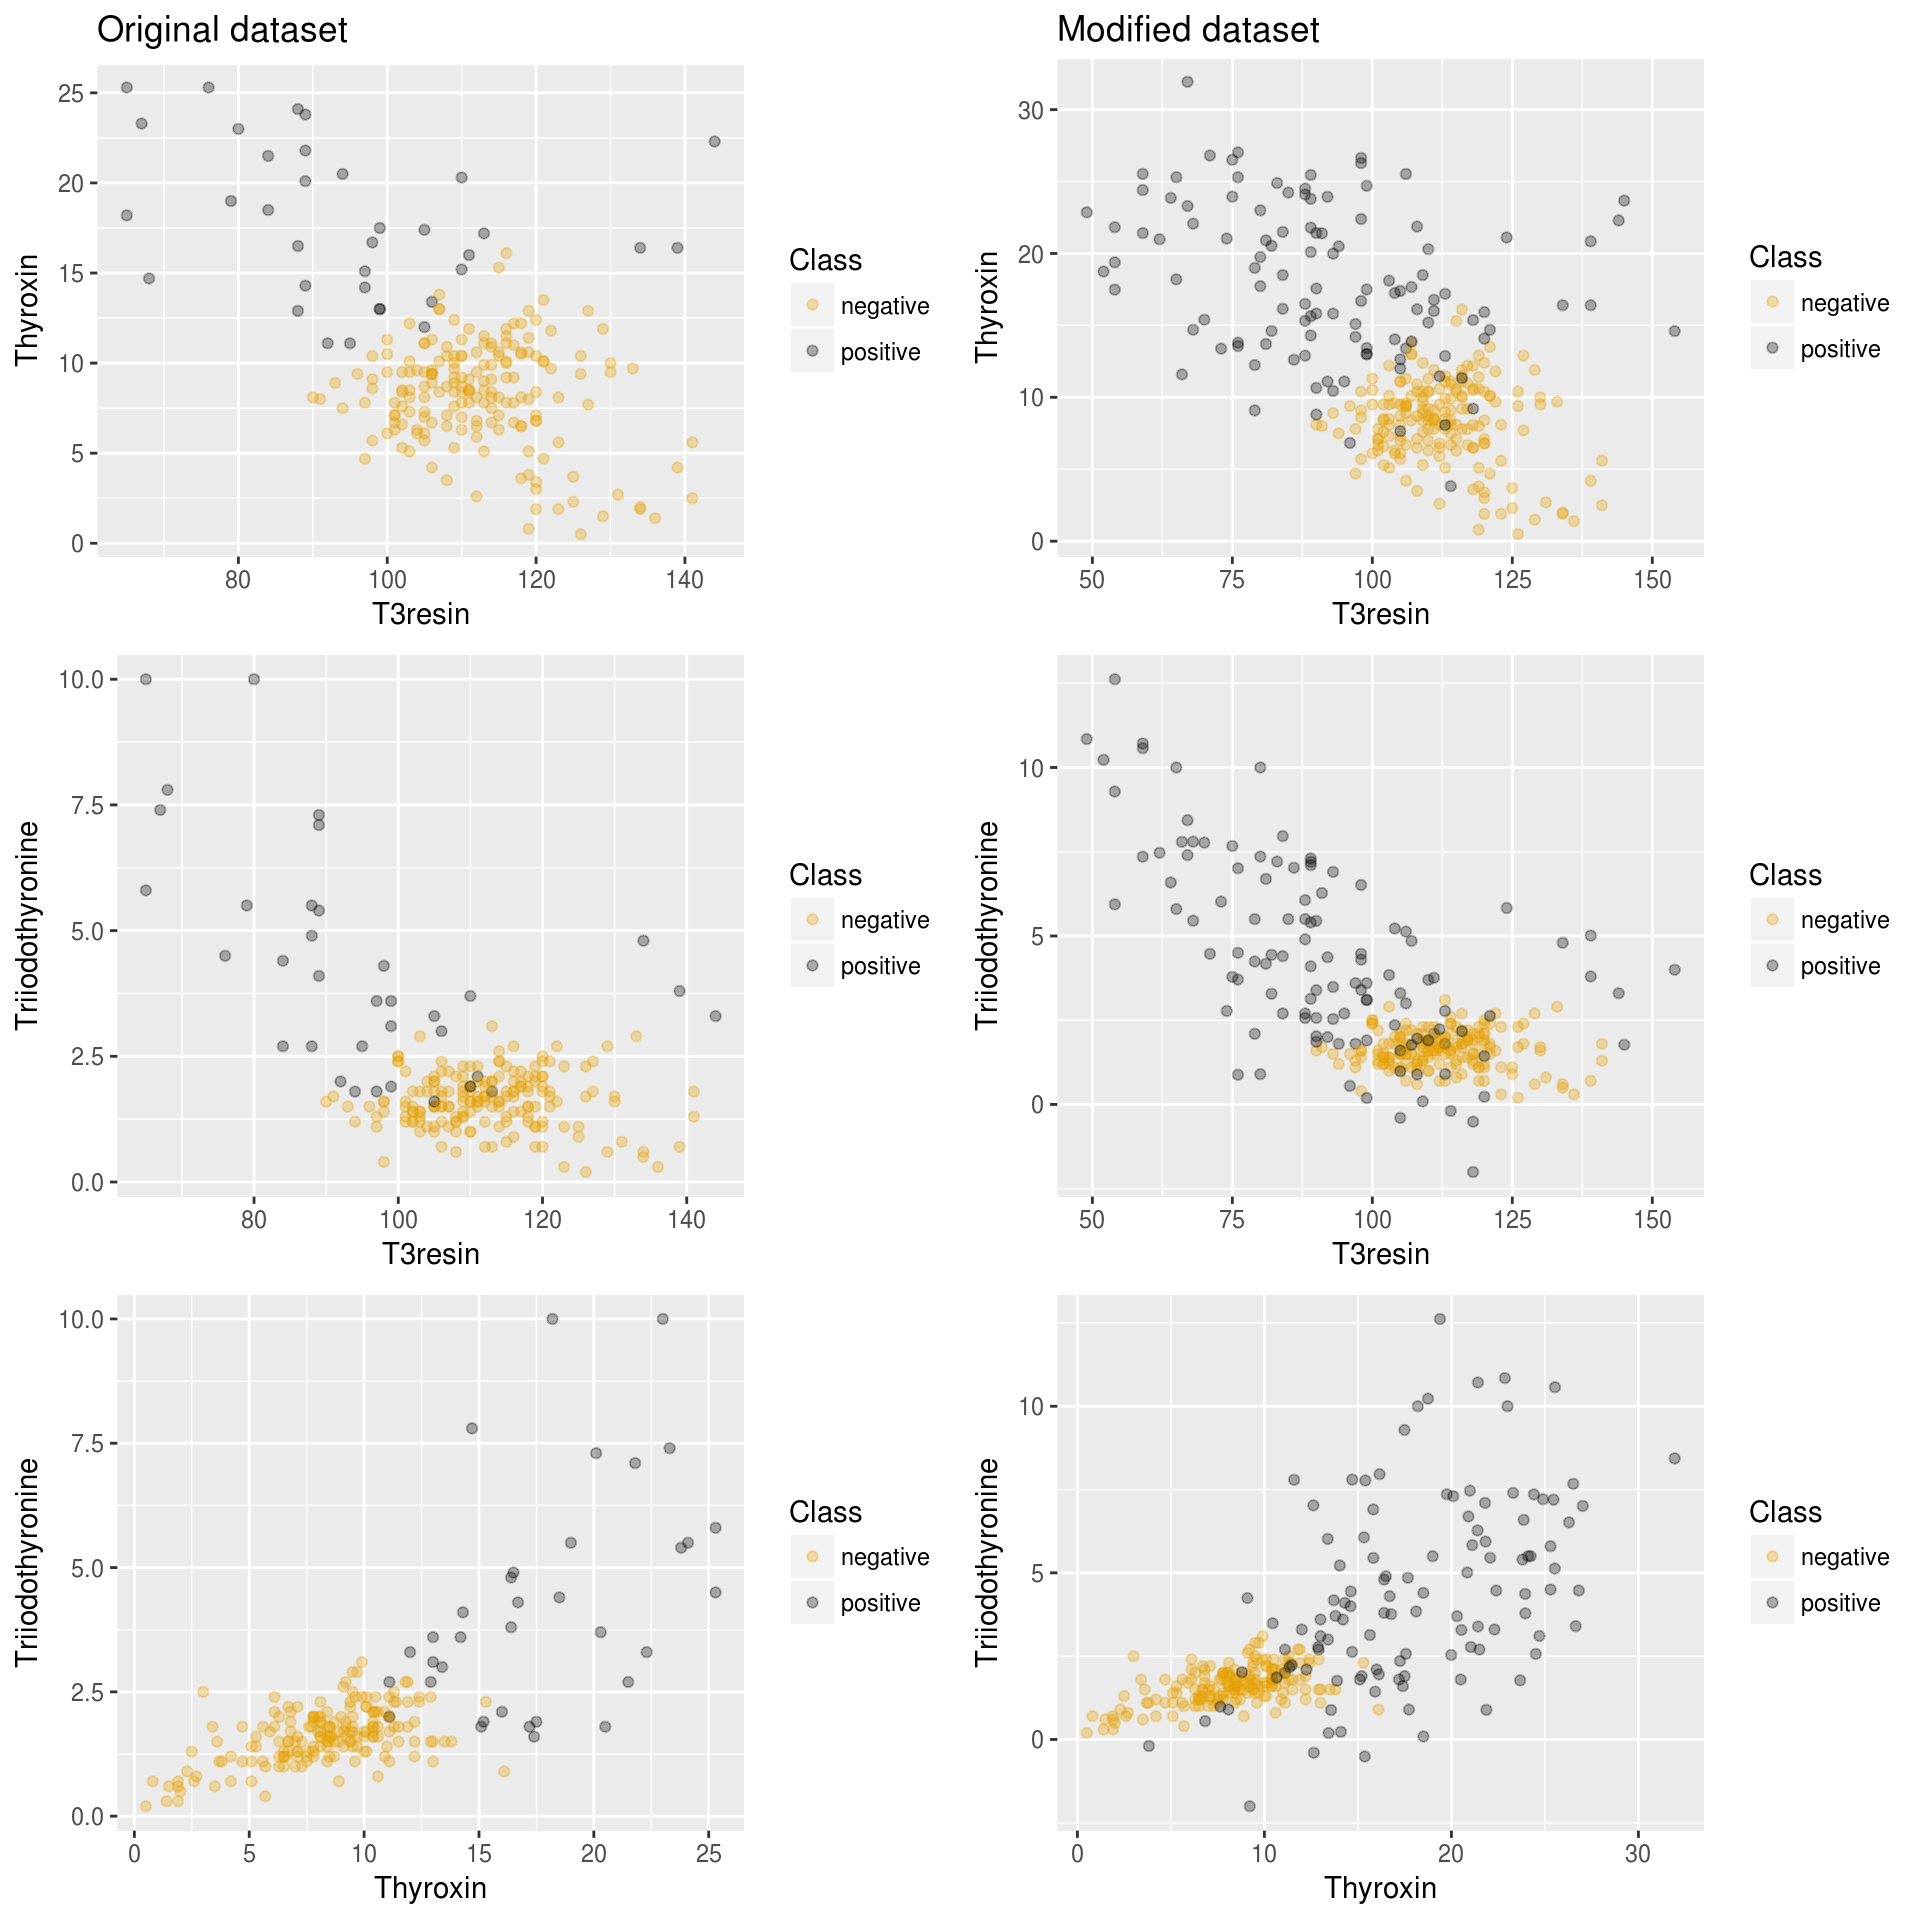 Original dataset
Modified dataset
25
20
15
10
5
0
Thyroxin
80 100 120 140
T3resin
Class
negative
positive
30
20
10
0
Thyroxin
50 75 100 125 150
T3resin
Class
negative
positive
10.0
7.5
5.0
2.5
0.0
Triiodothyronine
80 100 120 140
T3resin
Class
negative
positive
10
5
0
Triiodothyronine
50 75 100 125 150
T3resin
Class
negative
positive
10.0
7.5
5.0
2.5
0.0
Triiodothyronine
0 5 10 15 20 25
Thyroxin
Class
negative
positive
10
5
0
Triiodothyronine
0 10 20 30
Thyroxin
Class
negative
positive